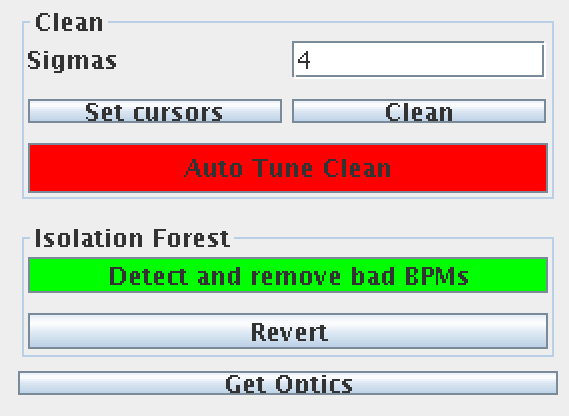 Clean
Sigmas 4
Set cursors Clean
Auto Tune Clean
Isolation Forest
Detect and remove bad BPMs
Revert
Get Optics